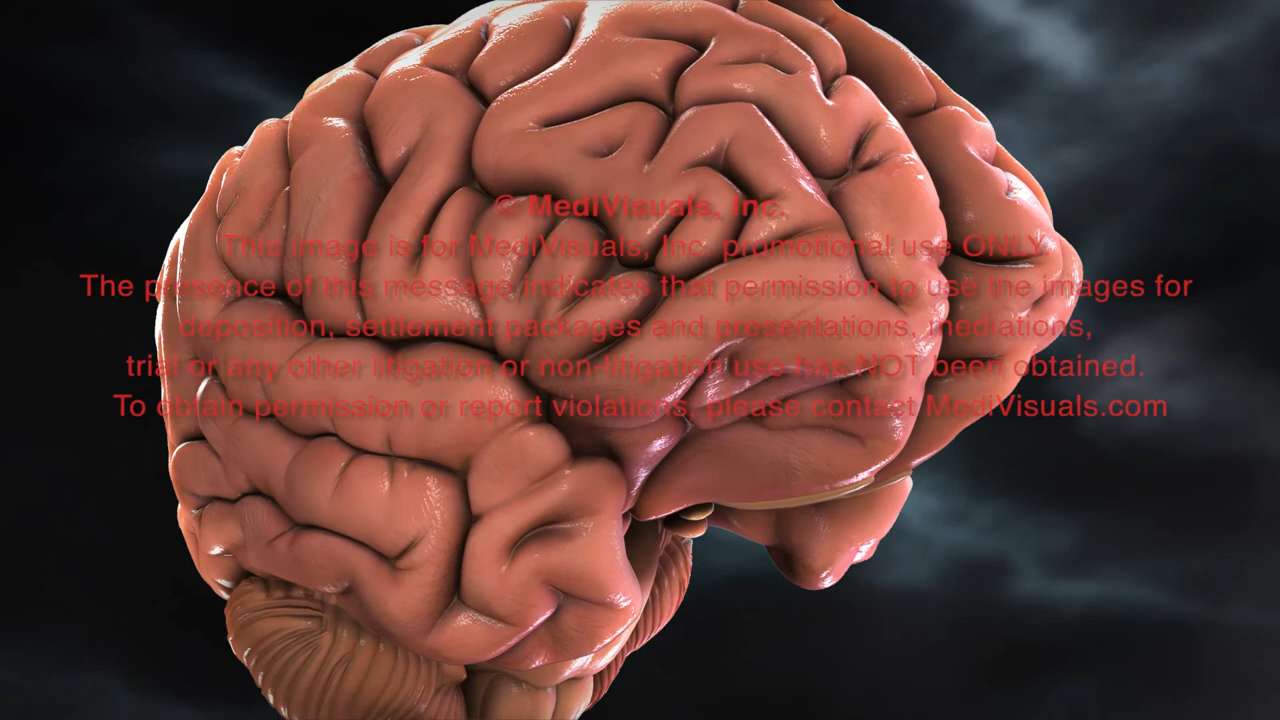 © MediVisuals, Inc.
This image is for MediVisuals, Inc. promotional use ONLY
The presence of this message indicates that permission to use the images for
deposition, settlement packages and presentations, mediations,
trial or any other litigation or non-litigation use has NOT been obtained.
To obtain permission or report violations, please contact MediVisuals.com